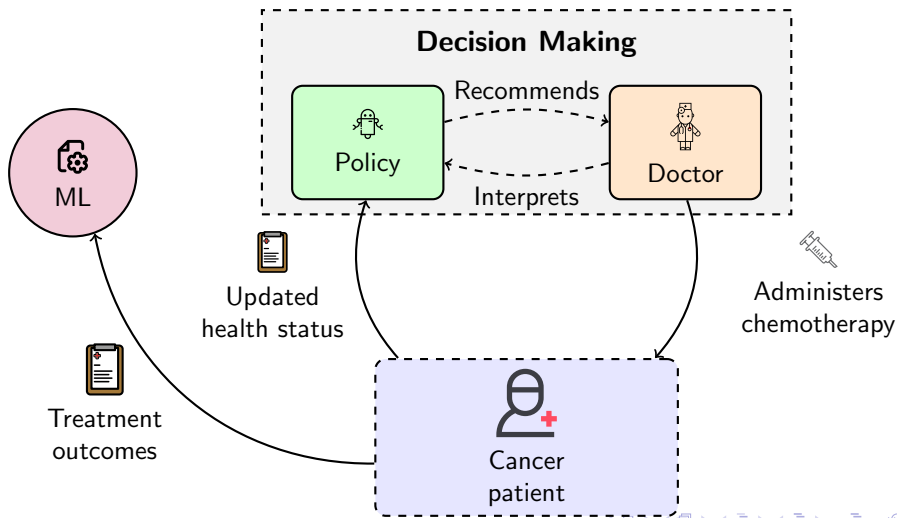 Decision Making
Recommends
Policy
Doctor
Interprets
ML
Updated
health status
Administers
chemotherapy
Treatment
outcomes
Cancer
patient